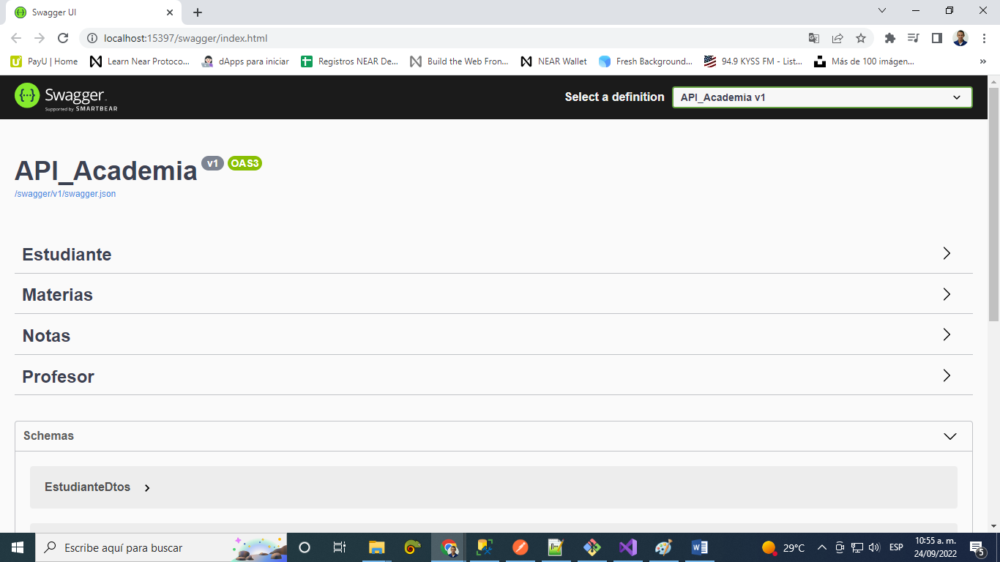 Swagger UI
localhost:15397/swagger/index.html
PayU | Home
Learn Near Protoco...
dApps para iniciar
Registros NEAR De...
Build the Web Fron...
NEAR Wallet
Fresh Background...
94.9 KYSS FM - List...
Más de 100 imágen...
»
Swagger
Supported by SMARTBEAR
Select a definition
API_Academia v1
API_Academia v1 OAS3
/swagger/v1/swagger.json
Estudiante
Materias
Notas
Profesor
Schemas
EstudianteDtos
Escribe aquí para buscar
29°C
ESP
10:55 a. m.
24/09/2022
5